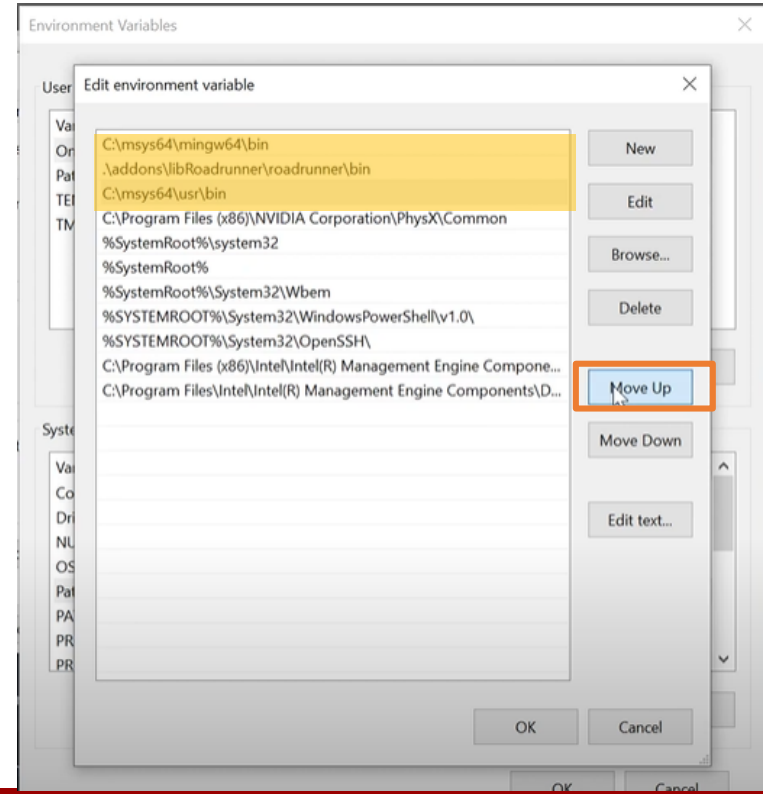 Environment Variables
User
Edit environment variable
Va
C:\msys64\mingw64\bin
New
Or
.\addons\libRoadrunner\roadrunner\bin
Pat
C:\msys64\usr\bin
Edit
TE
TM
C:\Program Files (x86)\NVIDIA Corporation\PhysX\Common
%SystemRoot%\system32
Browse...
%SystemRoot%
%SystemRoot%\System32\Wbem
Delete
%SYSTEMROOT%\System32\WindowsPowerShell\v1.0\
%SYSTEMROOT%\System32\OpenSSH\
C:\Program Files (x86)\Intel\Intel(R) Management Engine Compone...
C:\Program Files\Intel\Intel(R) Management Engine Components\D...
Move Up
Syste
Move Down
Va
Co
Dri
Edit text...
NU
OS
Pat
PA
PR
PR
OK
Cancel
OK
Cancel